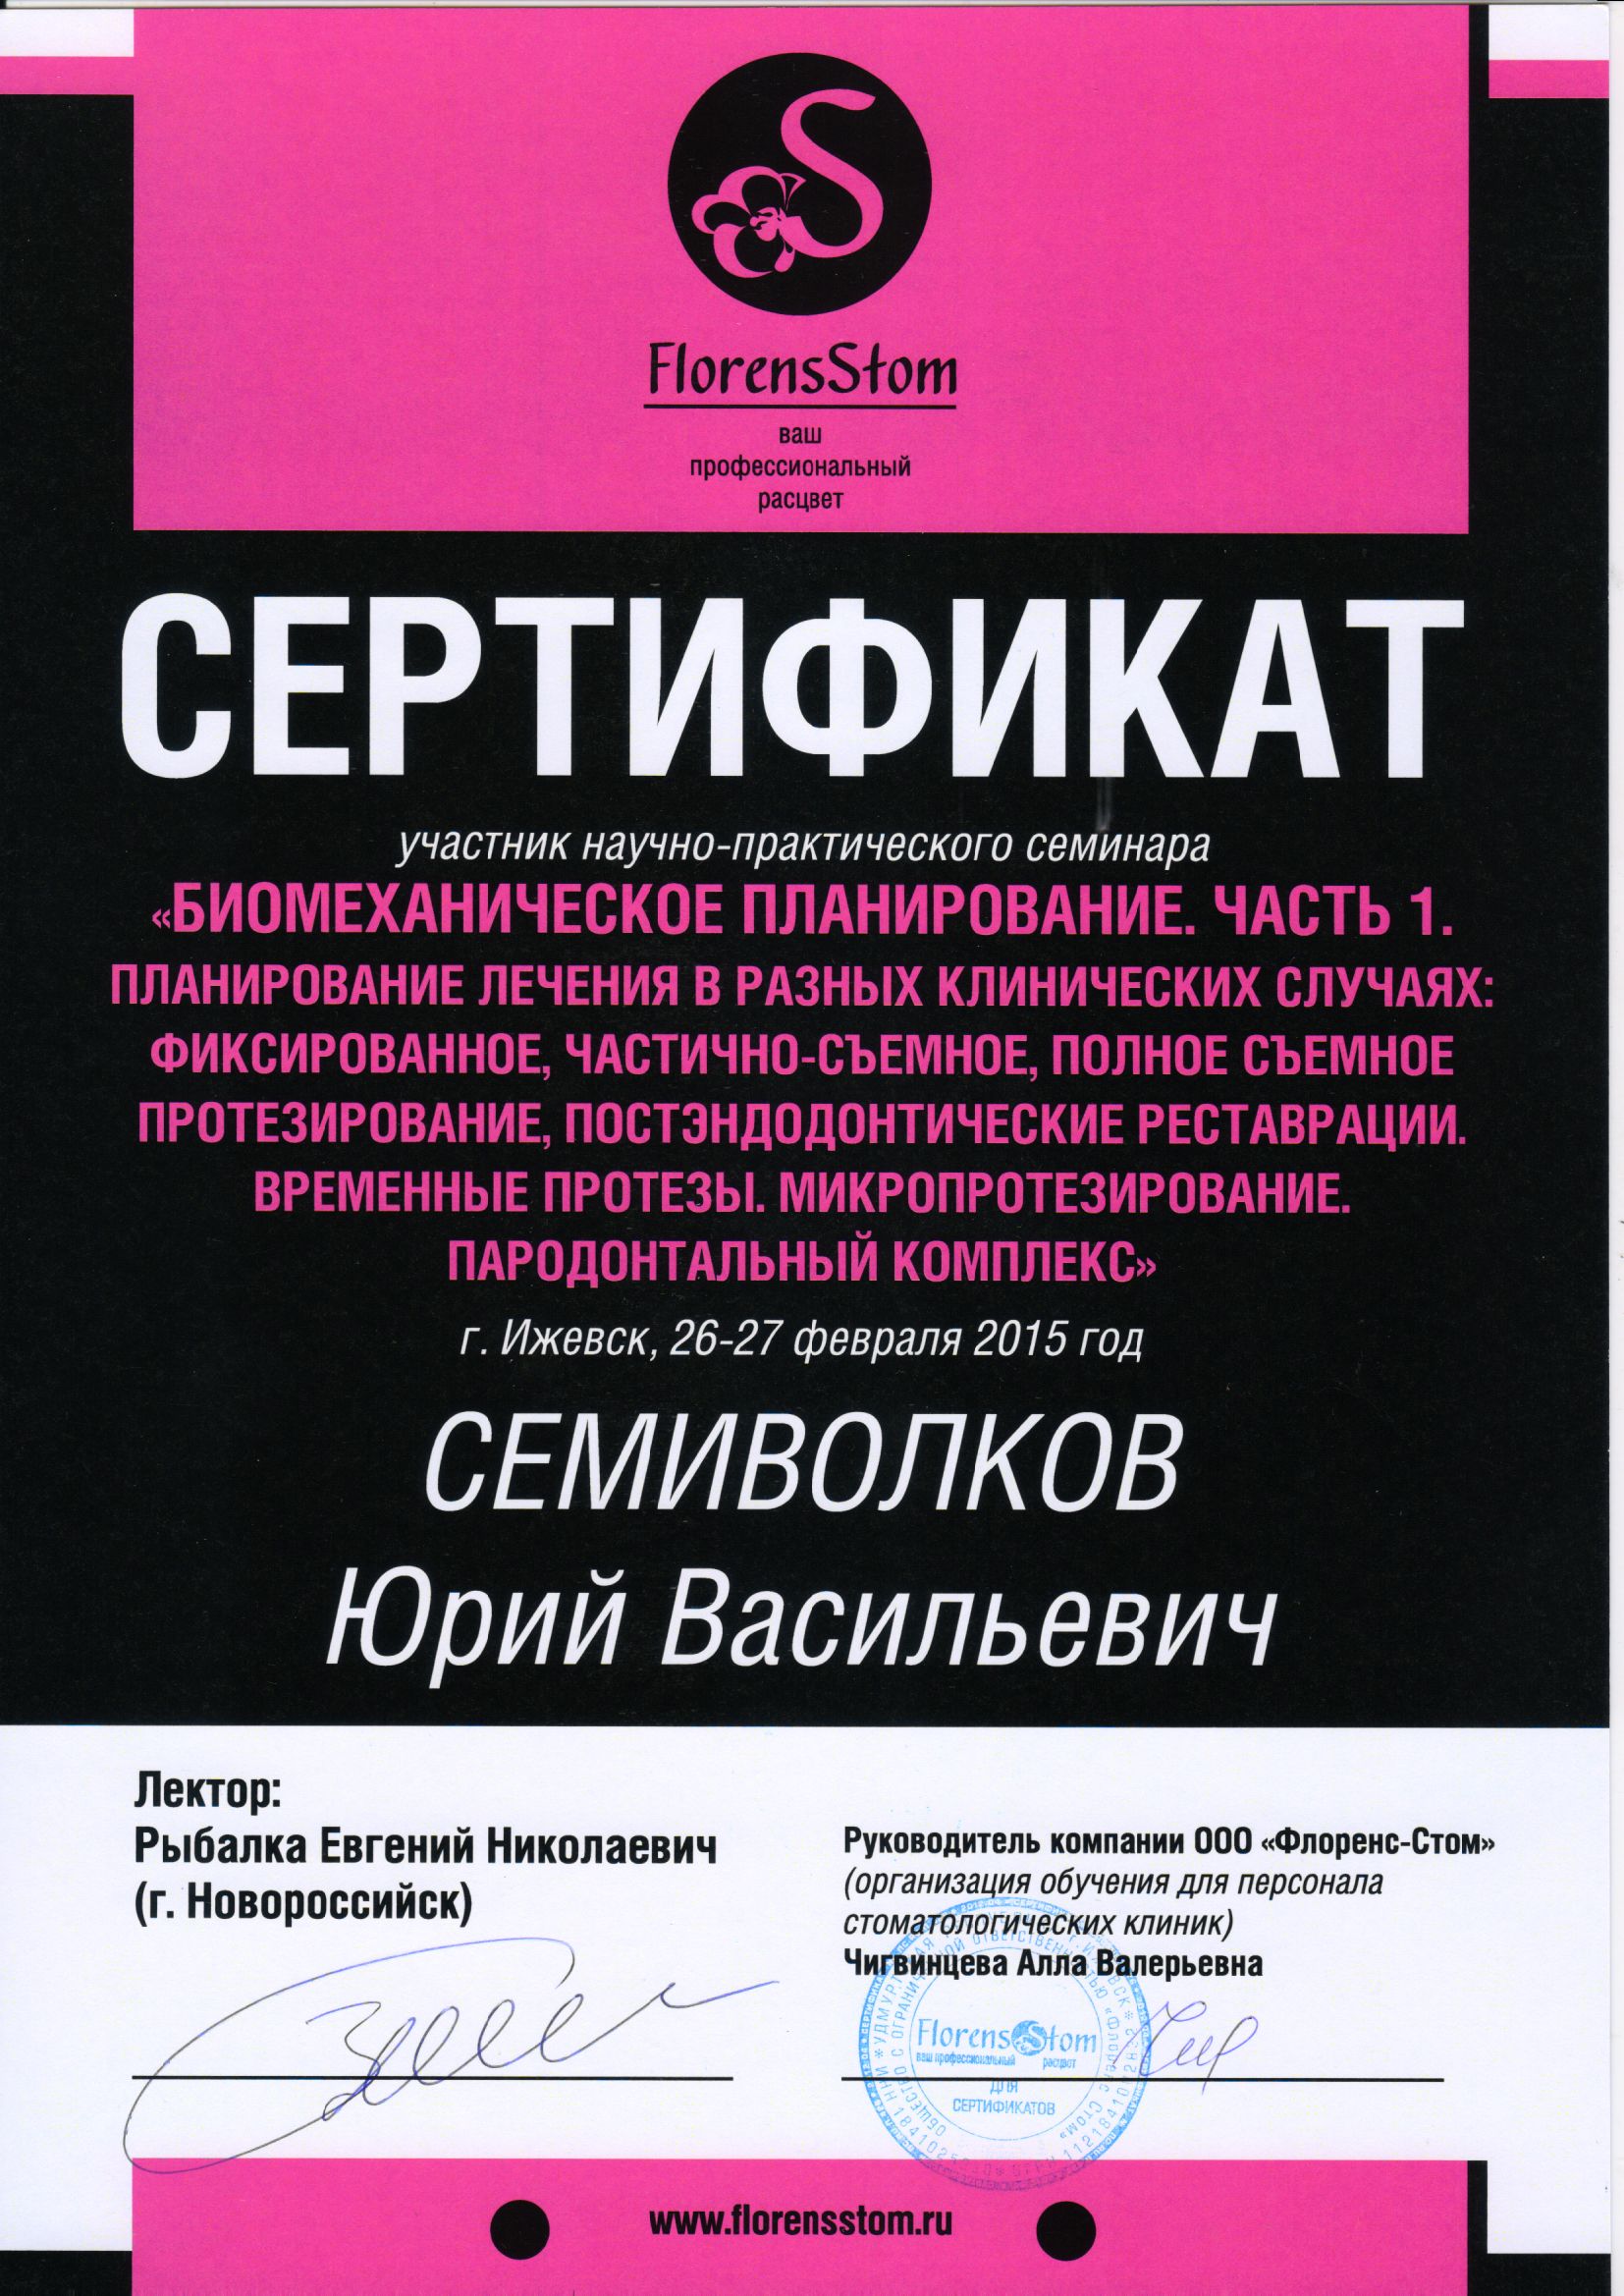 FlorensStom
ваш
профессиональный
расцвет
СЕРТИФИКАТ
участник научно-практического семинара
«БИОМЕХАНИЧЕСКОЕ ПЛАНИРОВАНИЕ. ЧАСТЬ 1.
ПЛАНИРОВАНИЕ ЛЕЧЕНИЯ В РАЗНЫХ КЛИНИЧЕСКИХ СЛУЧАЯХ:
ФИКСИРОВАННОЕ, ЧАСТИЧНО-СЪЕМНОЕ, ПОЛНОЕ СЪЕМНОЕ
ПРОТЕЗИРОВАНИЕ, ПОСТЭНДОДОНТИЧЕСКИЕ РЕСТАВРАЦИИ.
ВРЕМЕННЫЕ ПРОТЕЗЫ. МИКРОПРОТЕЗИРОВАНИЕ.
ПАРОДОНТАЛЬНЫЙ КОМПЛЕКС»
г. Ижевск, 26-27 февраля 2015 год
СЕМИВОЛКОВ
Юрий Васильевич
Лектор:
Рыбалка Евгений Николаевич
(г. Новороссийск)
Руководитель компании ООО «Флоренс-Стом»
(организация обучения для персонала
стоматологических клиник)
Чигвинцева Алла Валерьевна
FlorensStom
ваш профессиональный расцвет
ДЛЯ
СЕРТИФИКАТОВ
www.florensstom.ru